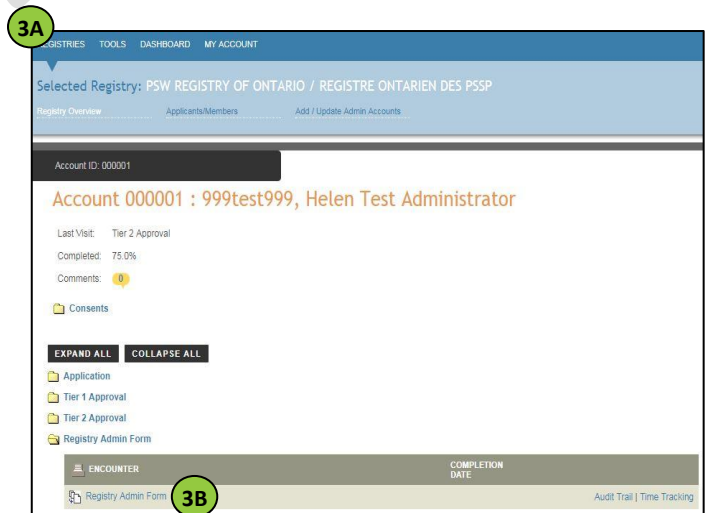 3A
REGISTRIES TOOLS DASHBOARD MY ACCOUNT
Selected Registry: PSW REGISTRY OF ONTARIO / REGISTRE ONTARIEN DES PSSP
Registry Overview Applicants/Members Add / Update Admin Accounts
Account ID: 000001
Account 000001 : 999test999, Helen Test Administrator
Last Visit: Tier 2 Approval
Completed: 75.0%
Comments: 0
Consents
EXPAND ALL COLLAPSE ALL
Application
Tier 1 Approval
Tier 2 Approval
Registry Admin Form
ENCOUNTER COMPLETION DATE
Registry Admin Form 3B Audit Trail | Time Tracking